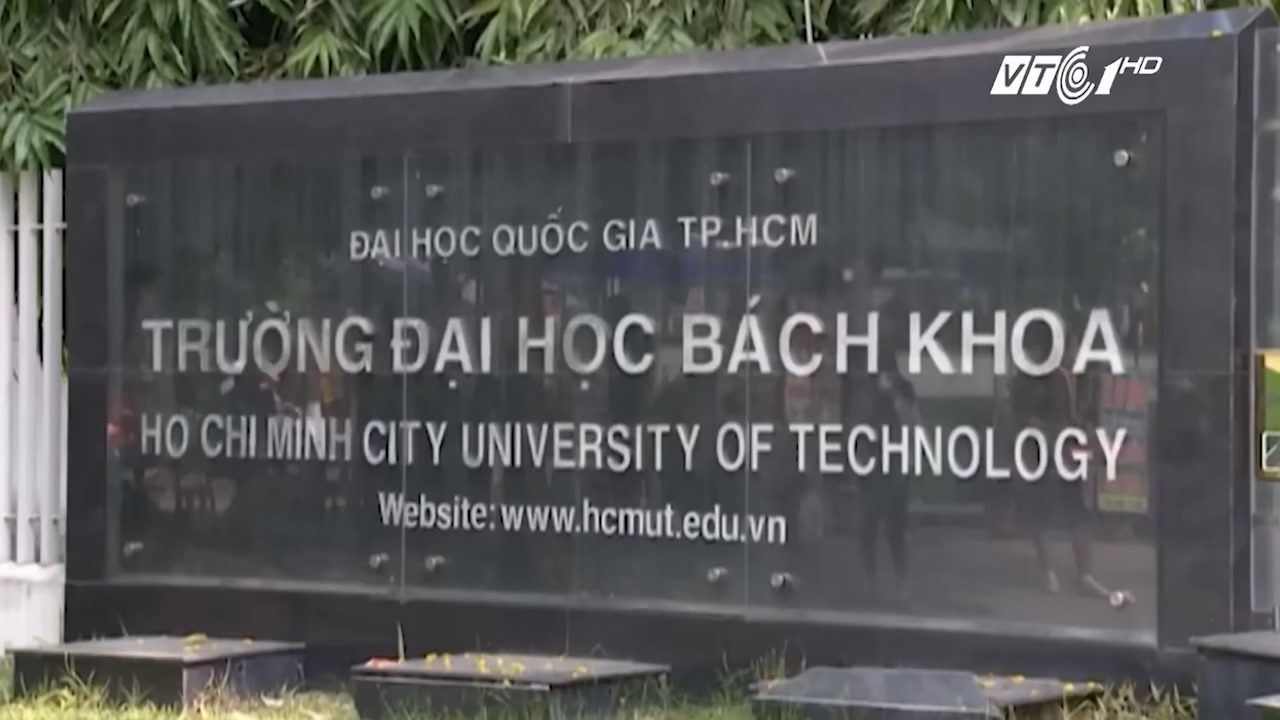 VTC1HD
ĐẠI HỌC QUỐC GIA TP.HCM
TRƯỜNG ĐẠI HỌC BÁCH KHOA
HO CHI MINH CITY UNIVERSITY OF TECHNOLOGY
Website: www.hcmut.edu.vn